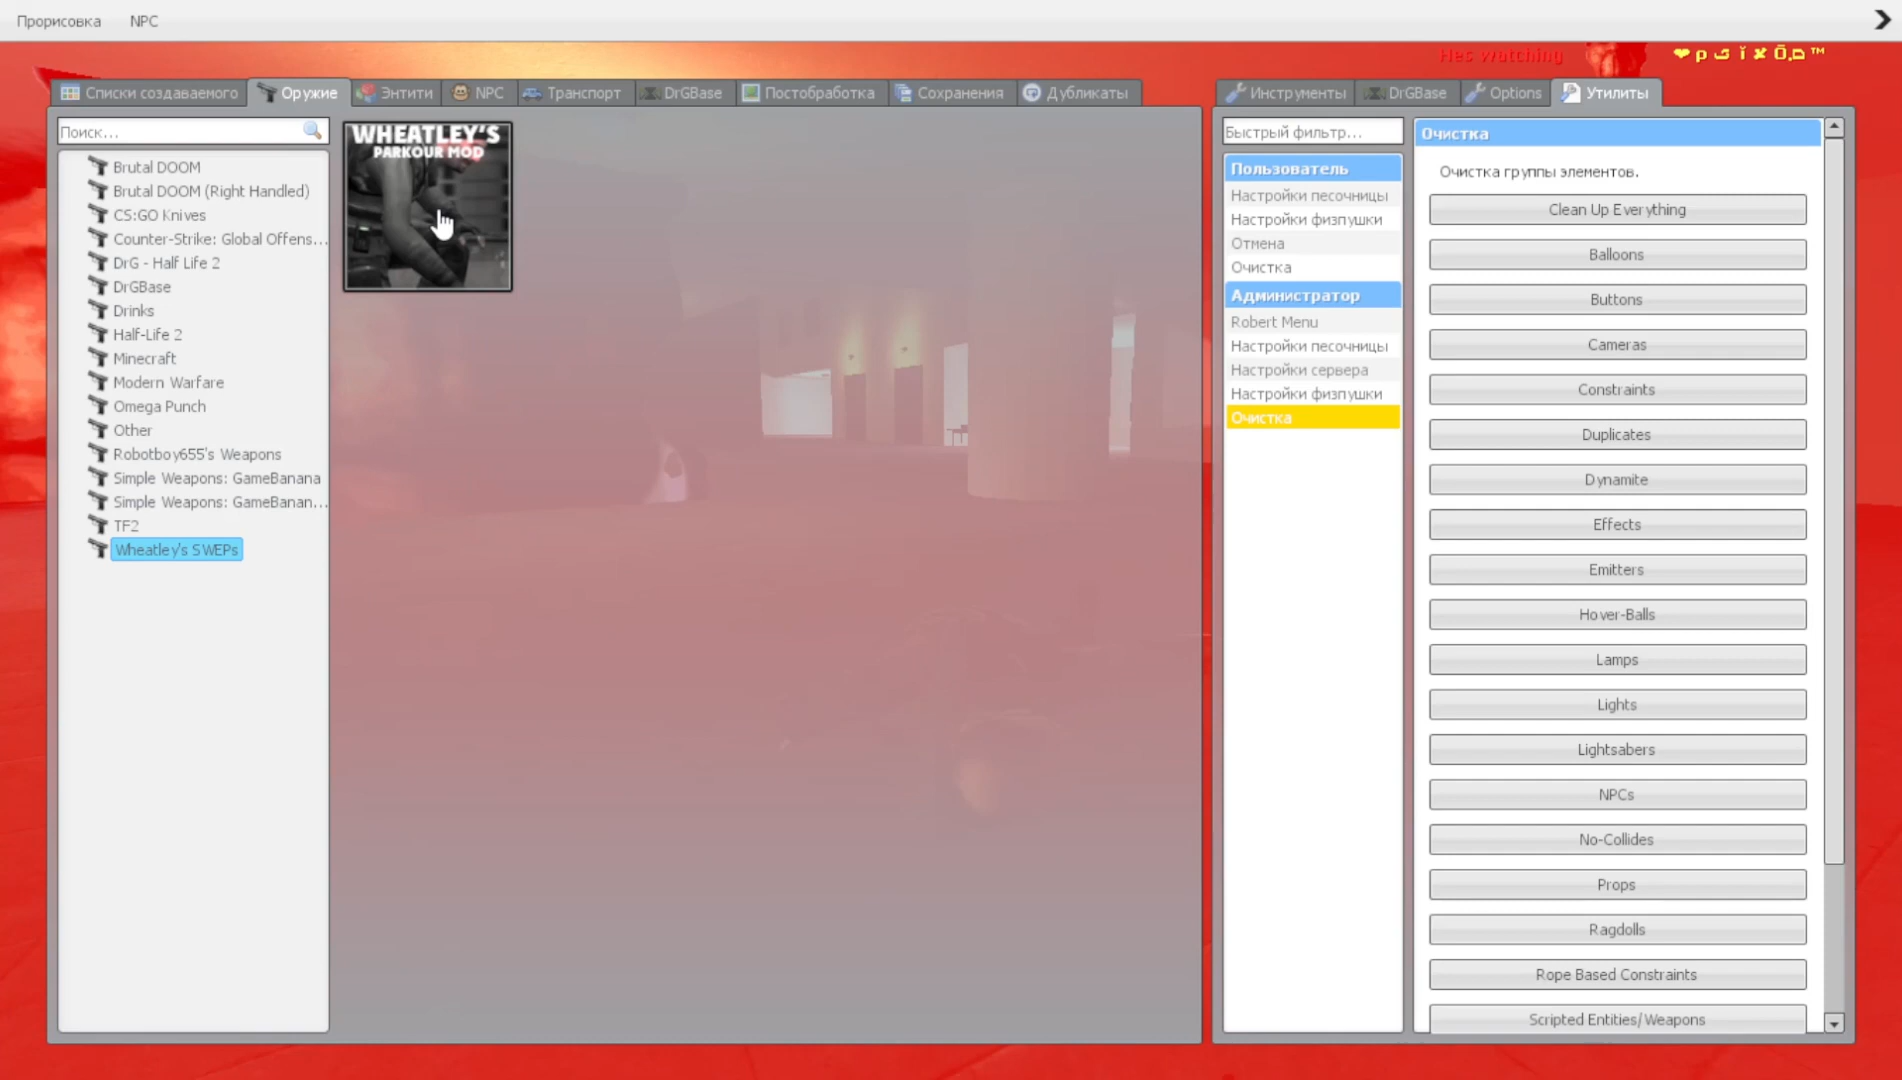 Прорисовка
NPC
Hes watching
Списки создаваемого
Оружие
Энтити
NPC
Транспорт
DrGBase
Постобработка
Сохранения
Дубликаты
Поиск...
Brutal DOOM
Brutal DOOM (Right Handled)
CS:GO Knives
Counter-Strike: Global Offens...
DrG - Half Life 2
DrGBase
Drinks
Half-Life 2
Minecraft
Modern Warfare
Omega Punch
Other
Robotboy655's Weapons
Simple Weapons: GameBanana
Simple Weapons: GameBanan...
TF2
Wheatley's SWEPs
WHEATLEY'S
PARKOUR MOD
Инструменты
DrGBase
Options
Утилиты
Быстрый фильтр...
Пользователь
Настройки песочницы
Настройки физпушки
Отмена
Очистка
Администратор
Robert Menu
Настройки песочницы
Настройки сервера
Настройки физпушки
Очистка
Очистка
Очистка группы элементов.
Clean Up Everything
Balloons
Buttons
Cameras
Constraints
Duplicates
Dynamite
Effects
Emitters
Hover-Balls
Lamps
Lights
Lightsabers
NPCs
No-Collides
Props
Ragdolls
Rope Based Constraints
Scripted Entities/Weapons